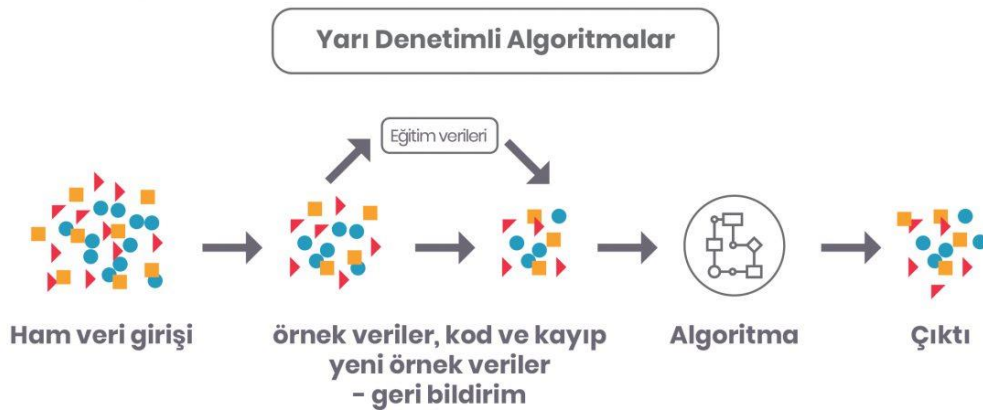 Yarı Denetimli Algoritmalar
Eğitim verileri
Ham veri girişi
örnek veriler, kod ve kayıp
yeni örnek veriler
- geri bildirim
Algoritma
Çıktı